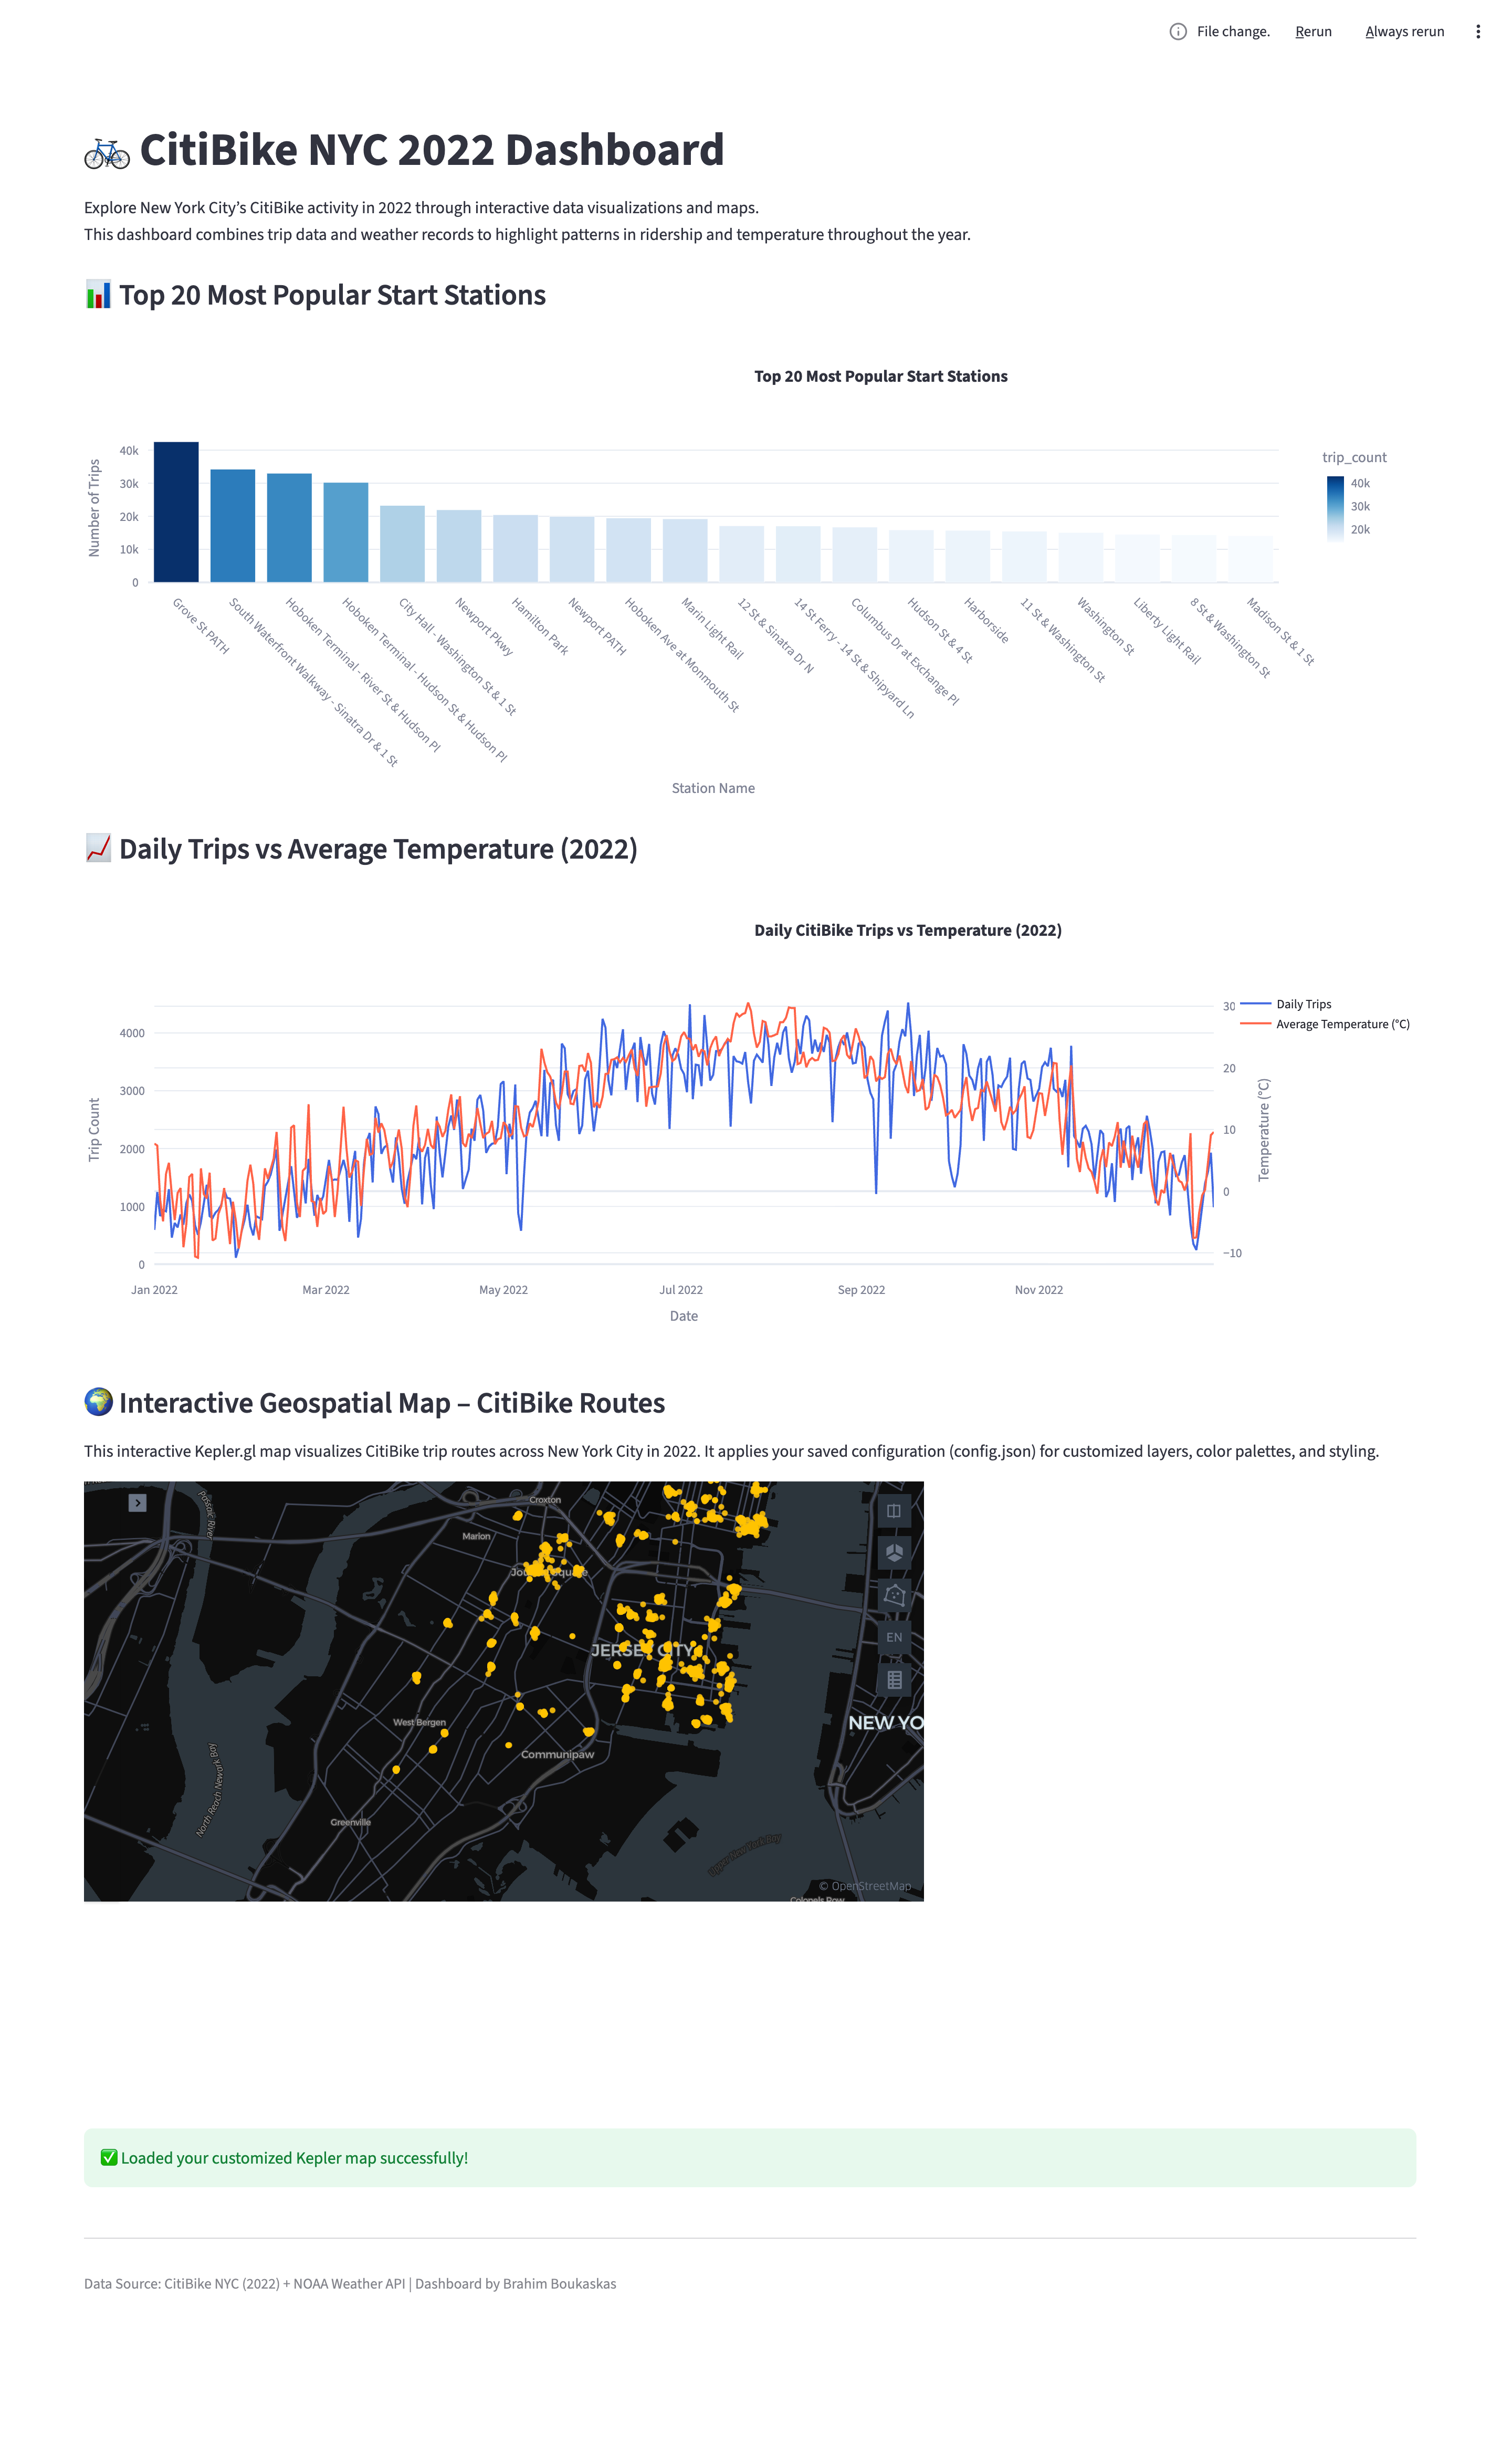 File change. Rerun Always rerun
🚲 CitiBike NYC 2022 Dashboard
Explore New York City’s CitiBike activity in 2022 through interactive data visualizations and maps.
This dashboard combines trip data and weather records to highlight patterns in ridership and temperature throughout the year.
📊 Top 20 Most Popular Start Stations
Top 20 Most Popular Start Stations
Number of Trips
40k
30k
20k
10k
0
trip_count
40k
30k
20k
Grove St PATH
South Waterfront Walkway - Sinatra Dr & 1 St
Hoboken Terminal - River St & Hudson Pl
Hoboken Terminal - Hudson St & Hudson Pl
City Hall - Washington St & 1 St
Newport Pkwy
Hamilton Park
Newport PATH
Hoboken Ave at Monmouth St
Marin Light Rail
12 St & Sinatra Dr N
14 St Ferry - 14 St & Shipyard Ln
Columbus Dr at Exchange Pl
Hudson St & 4 St
Harborside
11 St & Washington St
Washington St
Liberty Light Rail
8 St & Washington St
Madison St & 1 St
Station Name
📈 Daily Trips vs Average Temperature (2022)
Daily CitiBike Trips vs Temperature (2022)
Trip Count
4000
3000
2000
1000
0
30
20
10
0
−10
Temperature (°C)
Daily Trips
Average Temperature (°C)
Jan 2022 Mar 2022 May 2022 Jul 2022 Sep 2022 Nov 2022
Date
🌍 Interactive Geospatial Map – CitiBike Routes
This interactive Kepler.gl map visualizes CitiBike trip routes across New York City in 2022. It applies your saved configuration (config.json) for customized layers, color palettes, and styling.
Passaic River
Croxton
Marion
JERSEY CITY
EN
West Bergen
NEW YO
Communipaw
North Reach Newark Bay
Greenville
Upper New York Bay
© OpenStreetMap
Colonels Row
✅ Loaded your customized Kepler map successfully!
Data Source: CitiBike NYC (2022) + NOAA Weather API | Dashboard by Brahim Boukaskas